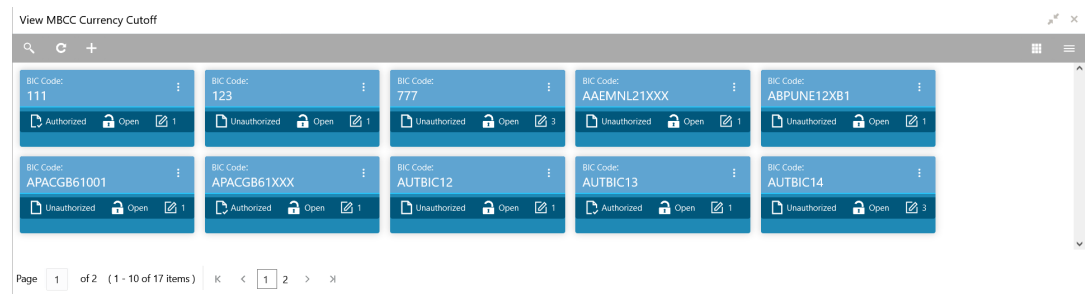 View MBCC Currency Cutoff
BIC Code: BIC Code: BIC Code: BIC Code: BIC Code:
111 123 777 AAEMNL21XXX ABPUNE12XB1
Authorized Open 1 Unauthorized Open 1 Unauthorized Open 3 Unauthorized Open 1 Unauthorized Open 1
BIC Code: BIC Code: BIC Code: BIC Code: BIC Code:
APACGB61001 APACGB61XXX AUTBIC12 AUTBIC13 AUTBIC14
Unauthorized Open 1 Authorized Open 1 Unauthorized Open 1 Authorized Open 1 Unauthorized Open 3
Page 1 of 2 ( 1 - 10 of 17 items ) 1 2